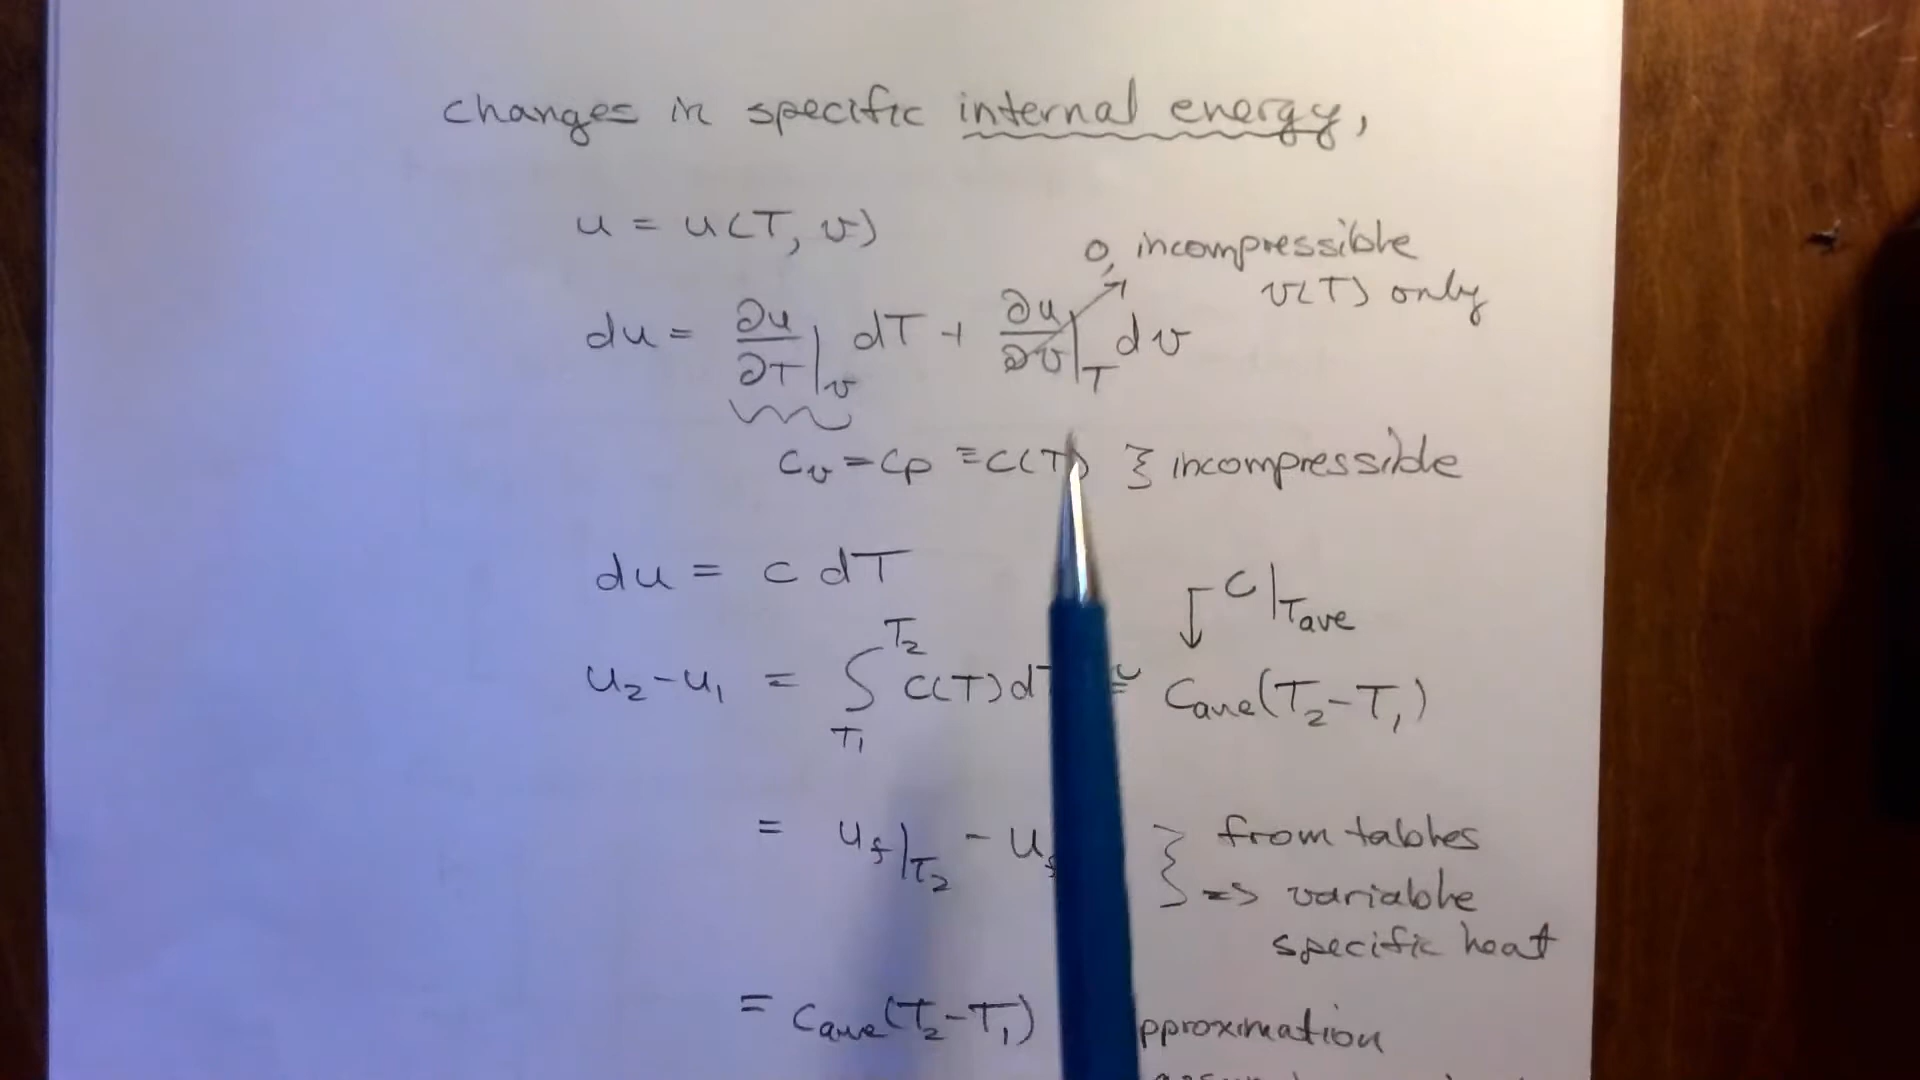 changes in specific internal energy,
u = u(T, v)
0, incompressible
v(T) only
du = ∂u/∂T|v dT + ∂u/∂v|T dv
cv = cp ≡ c(T) } incompressible
du = c dT
c|Tave
u2 - u1 = ∫T1T2 c(T) dT ≅ Cave(T2 - T1)
= uf|T2 - uf } from tables
=> variable
specific heat
= Cave(T2 - T1)